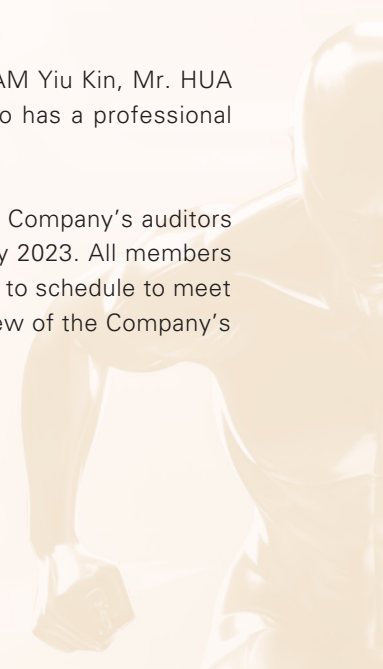 AM Yiu Kin, Mr. HUA
o has a professional
Company’s auditors
y 2023. All members
to schedule to meet
ew of the Company’s